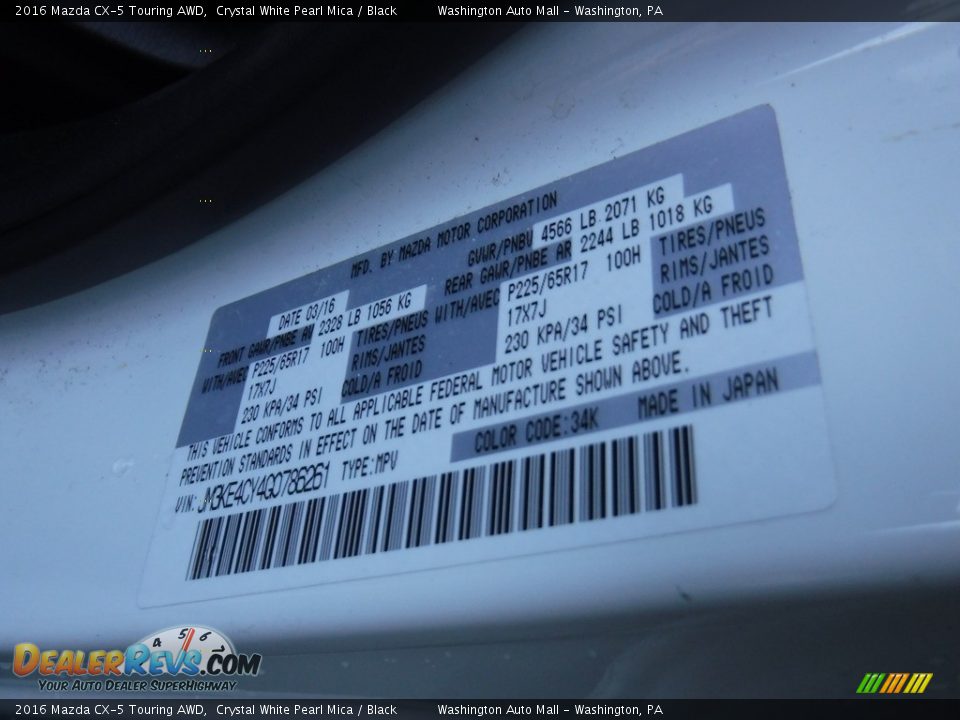 2016 Mazda CX-5 Touring AWD, Crystal White Pearl Mica / Black Washington Auto Mall - Washington, PA
MFD. BY MAZDA MOTOR CORPORATION
DATE 03/16 GVWR/PNBV 4566 LB 2071 KG
FRONT GAWR/PNBE AV 2328 LB 1056 KG REAR GAWR/PNBE AR 2244 LB 1018 KG
WITH/AVEC P225/65R17 100H TIRES/PNEUS WITH/AVEC P225/65R17 100H TIRES/PNEUS
17X7J RIMS/JANTES 17X7J RIMS/JANTES
230 KPA/34 PSI COLD/A FROID 230 KPA/34 PSI COLD/A FROID
THIS VEHICLE CONFORMS TO ALL APPLICABLE FEDERAL MOTOR VEHICLE SAFETY AND THEFT
PREVENTION STANDARDS IN EFFECT ON THE DATE OF MANUFACTURE SHOWN ABOVE.
COLOR CODE:34K MADE IN JAPAN
VIN: JM3KE4CY4G0786261 TYPE:MPV
4 5 6
DEALERREVS.COM
YOUR AUTO DEALER SUPERHIGHWAY
2016 Mazda CX-5 Touring AWD, Crystal White Pearl Mica / Black Washington Auto Mall - Washington, PA